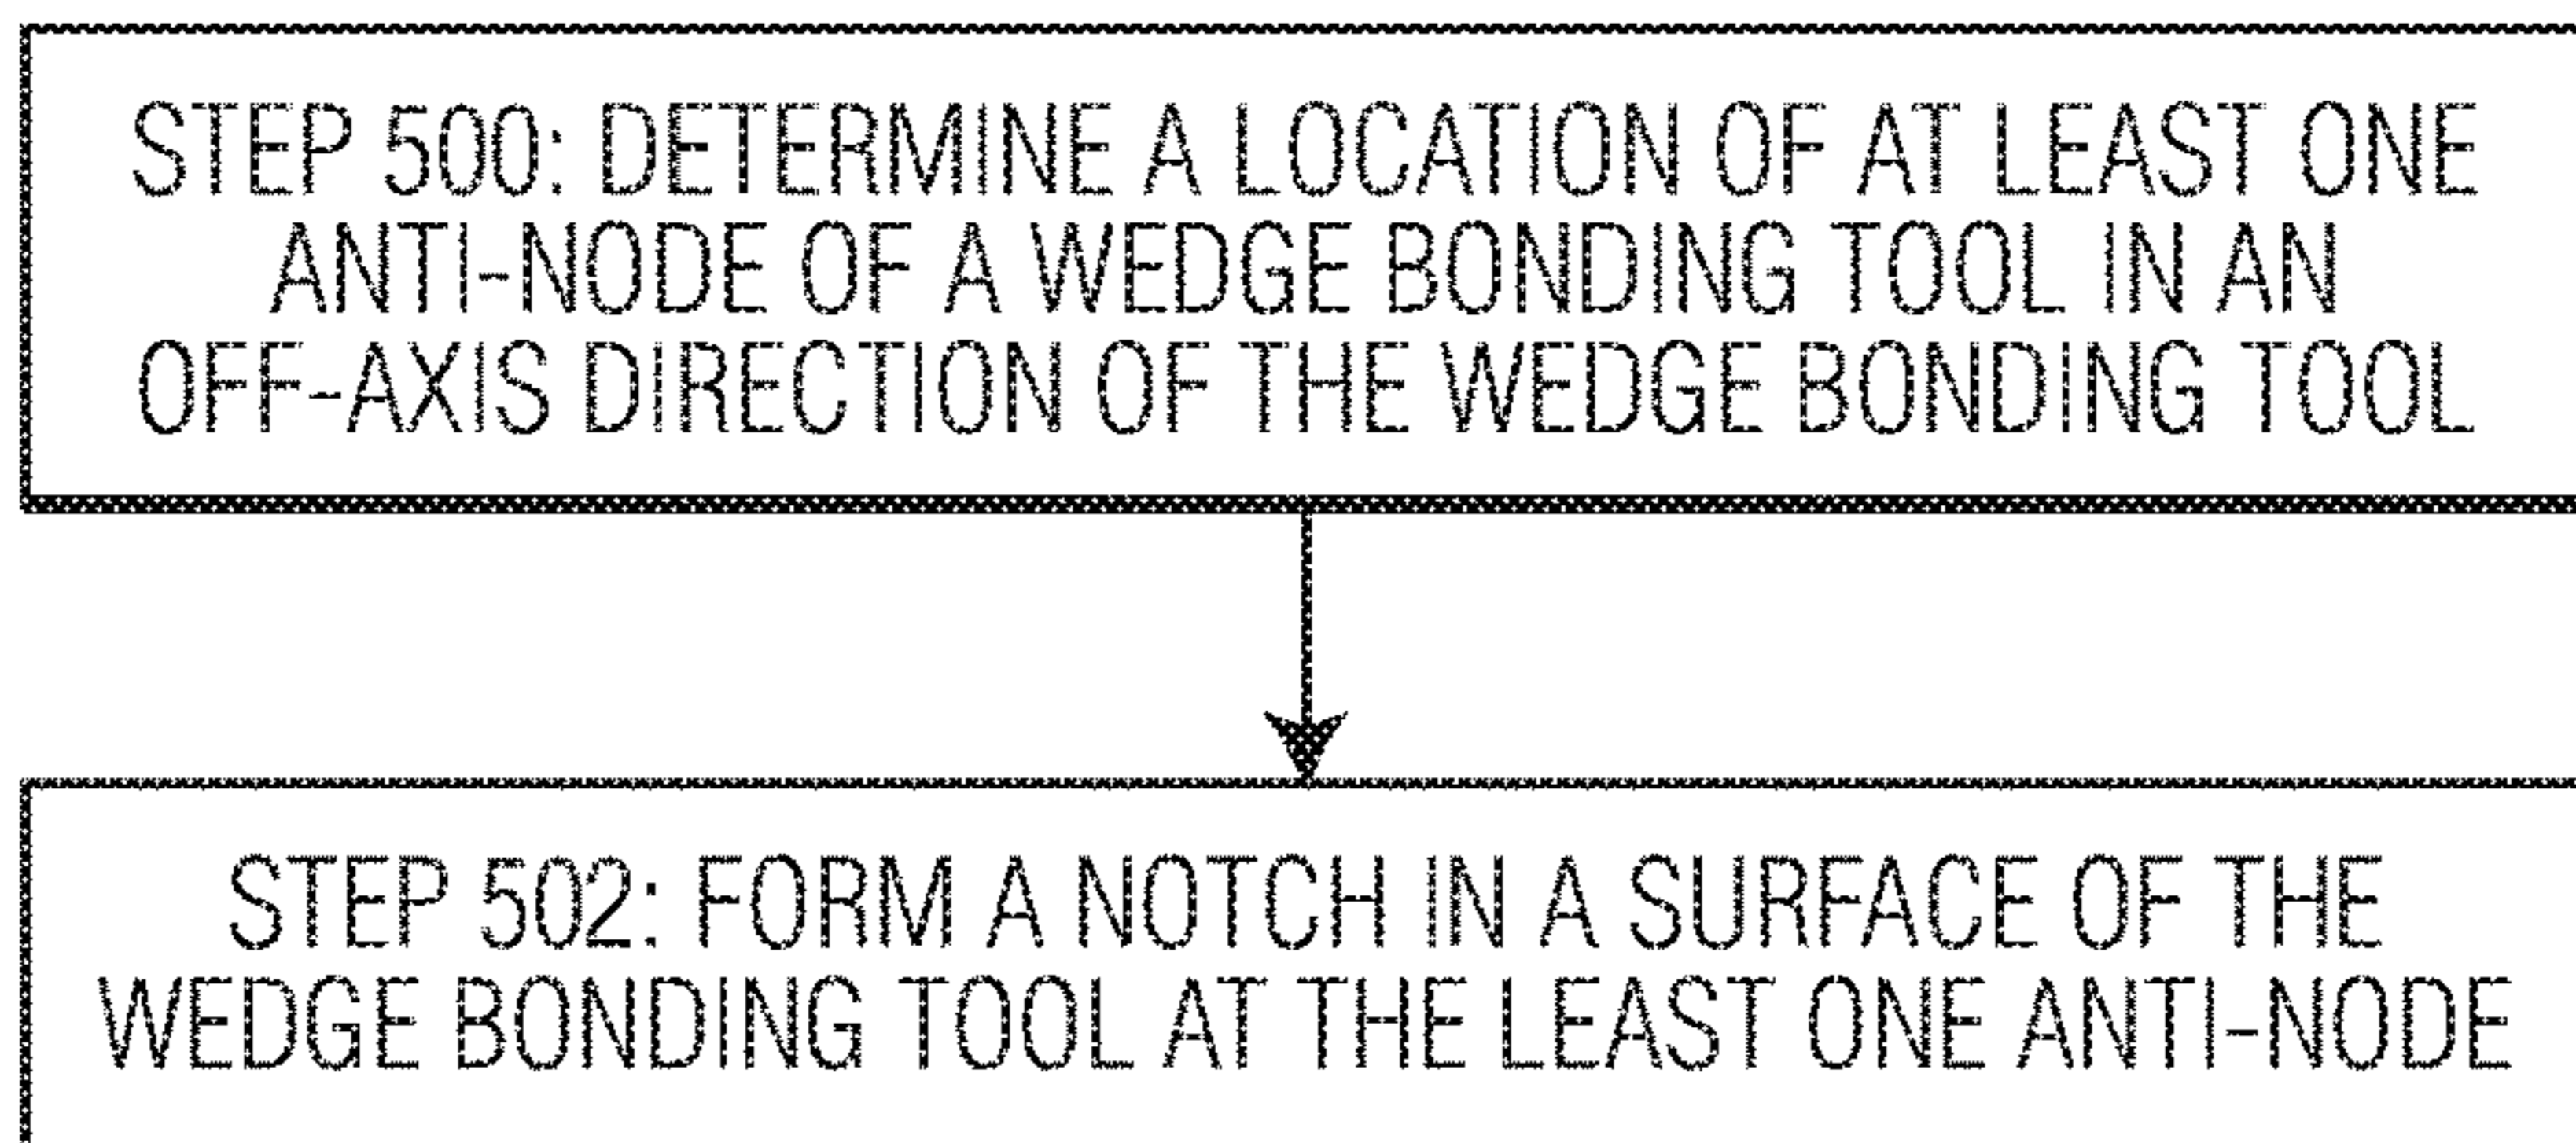 STEP 500: DETERMINE A LOCATION OF AT LEAST ONE
ANTI-NODE OF A WEDGE BONDING TOOL IN AN
OFF-AXIS DIRECTION OF THE WEDGE BONDING TOOL
STEP 502: FORM A NOTCH IN A SURFACE OF THE
WEDGE BONDING TOOL AT THE LEAST ONE ANTI-NODE